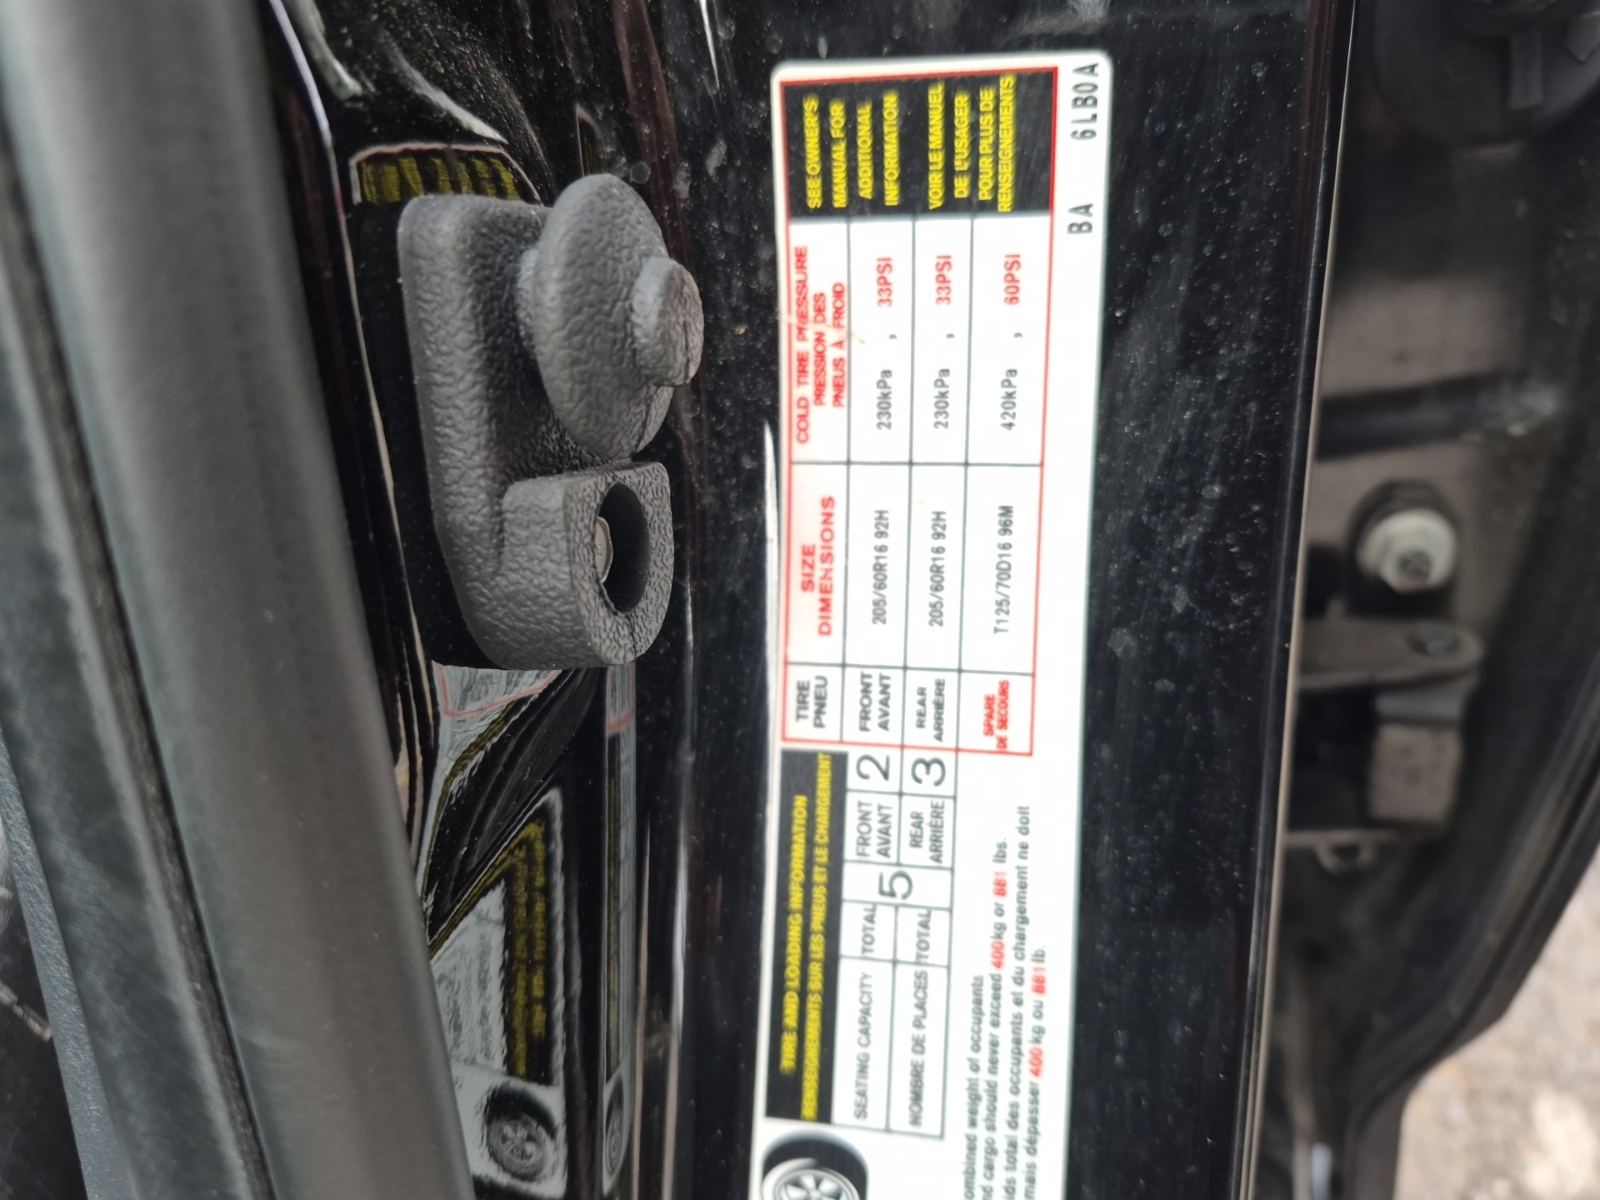 TIRE AND LOADING INFORMATION
RENSEIGNEMENTS SUR LES PNEUS ET LE CHARGEMENT
SEATING CAPACITY TOTAL 5 FRONT AVANT 2
NOMBRE DE PLACES TOTAL REAR ARRIÈRE 3
combined weight of occupants
and cargo should never exceed 400kg or 881 lbs.
total des occupants et du chargement ne doit
mais dépasser 400 kg ou 881 lb.
TIRE
PNEU
SIZE
DIMENSIONS
COLD TIRE PRESSURE
PRESSION DES
PNEUS À FROID
FRONT
AVANT
205/60R16 92H
230kPa , 33PSI
REAR
ARRIÈRE
205/60R16 92H
230kPa , 33PSI
SPARE
DE SECOURS
T125/70D16 96M
420kPa , 60PSI
SEE OWNER'S
MANUAL FOR
ADDITIONAL
INFORMATION
VOIR LE MANUEL
DE L'USAGER
POUR PLUS DE
RENSEIGNEMENTS
BA 6LB0A